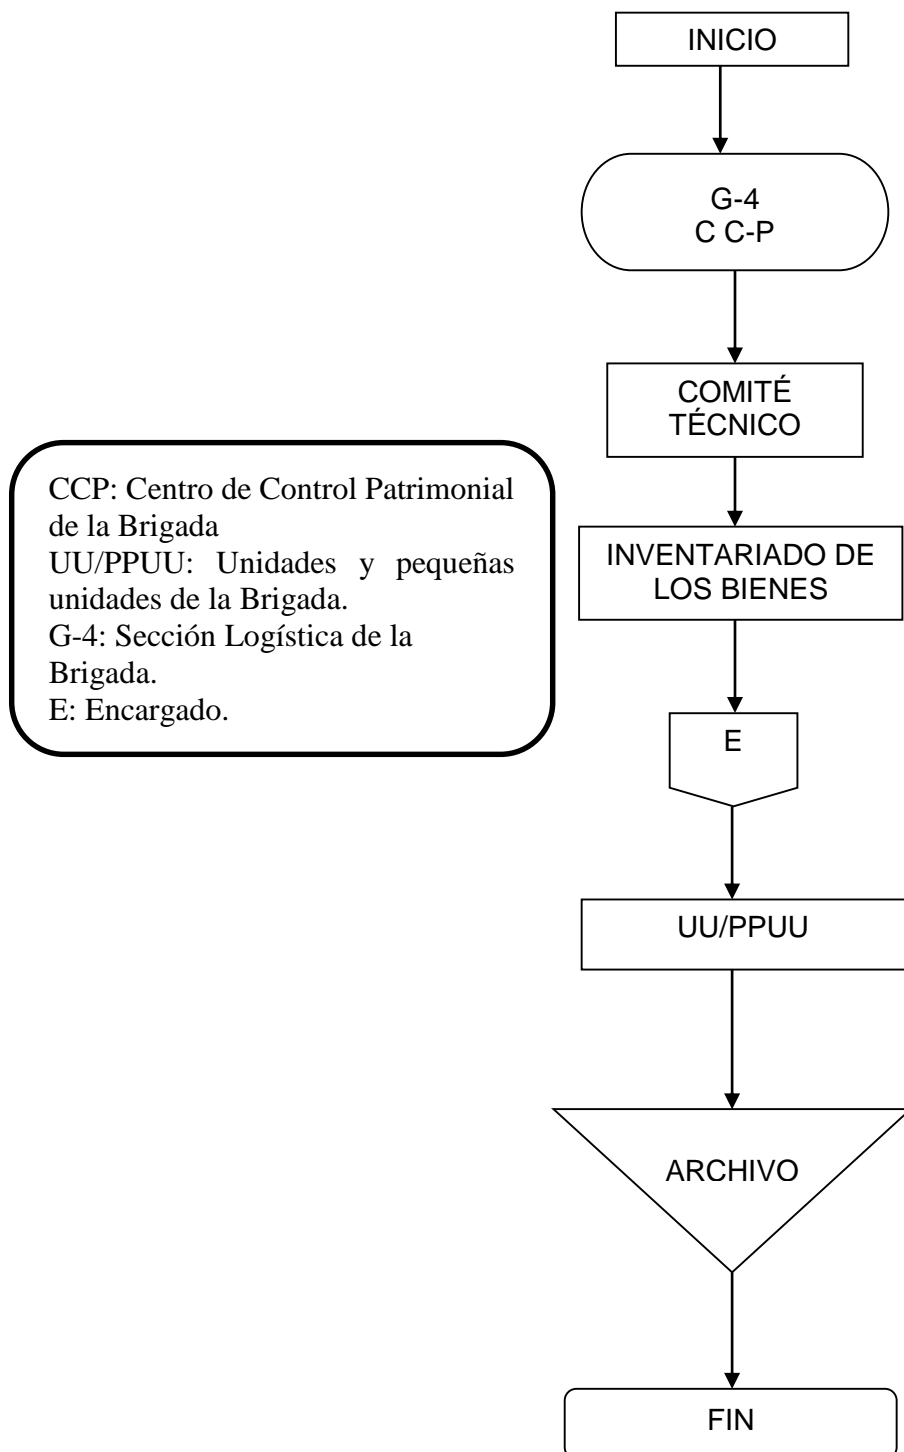 INICIO
G-4
C C-P
COMITÉ
TÉCNICO
INVENTARIADO DE
LOS BIENES
CCP: Centro de Control Patrimonial
de la Brigada
UU/PPUU: Unidades y pequeñas
unidades de la Brigada.
G-4: Sección Logística de la
Brigada.
E: Encargado.
E
UU/PPUU
ARCHIVO
FIN